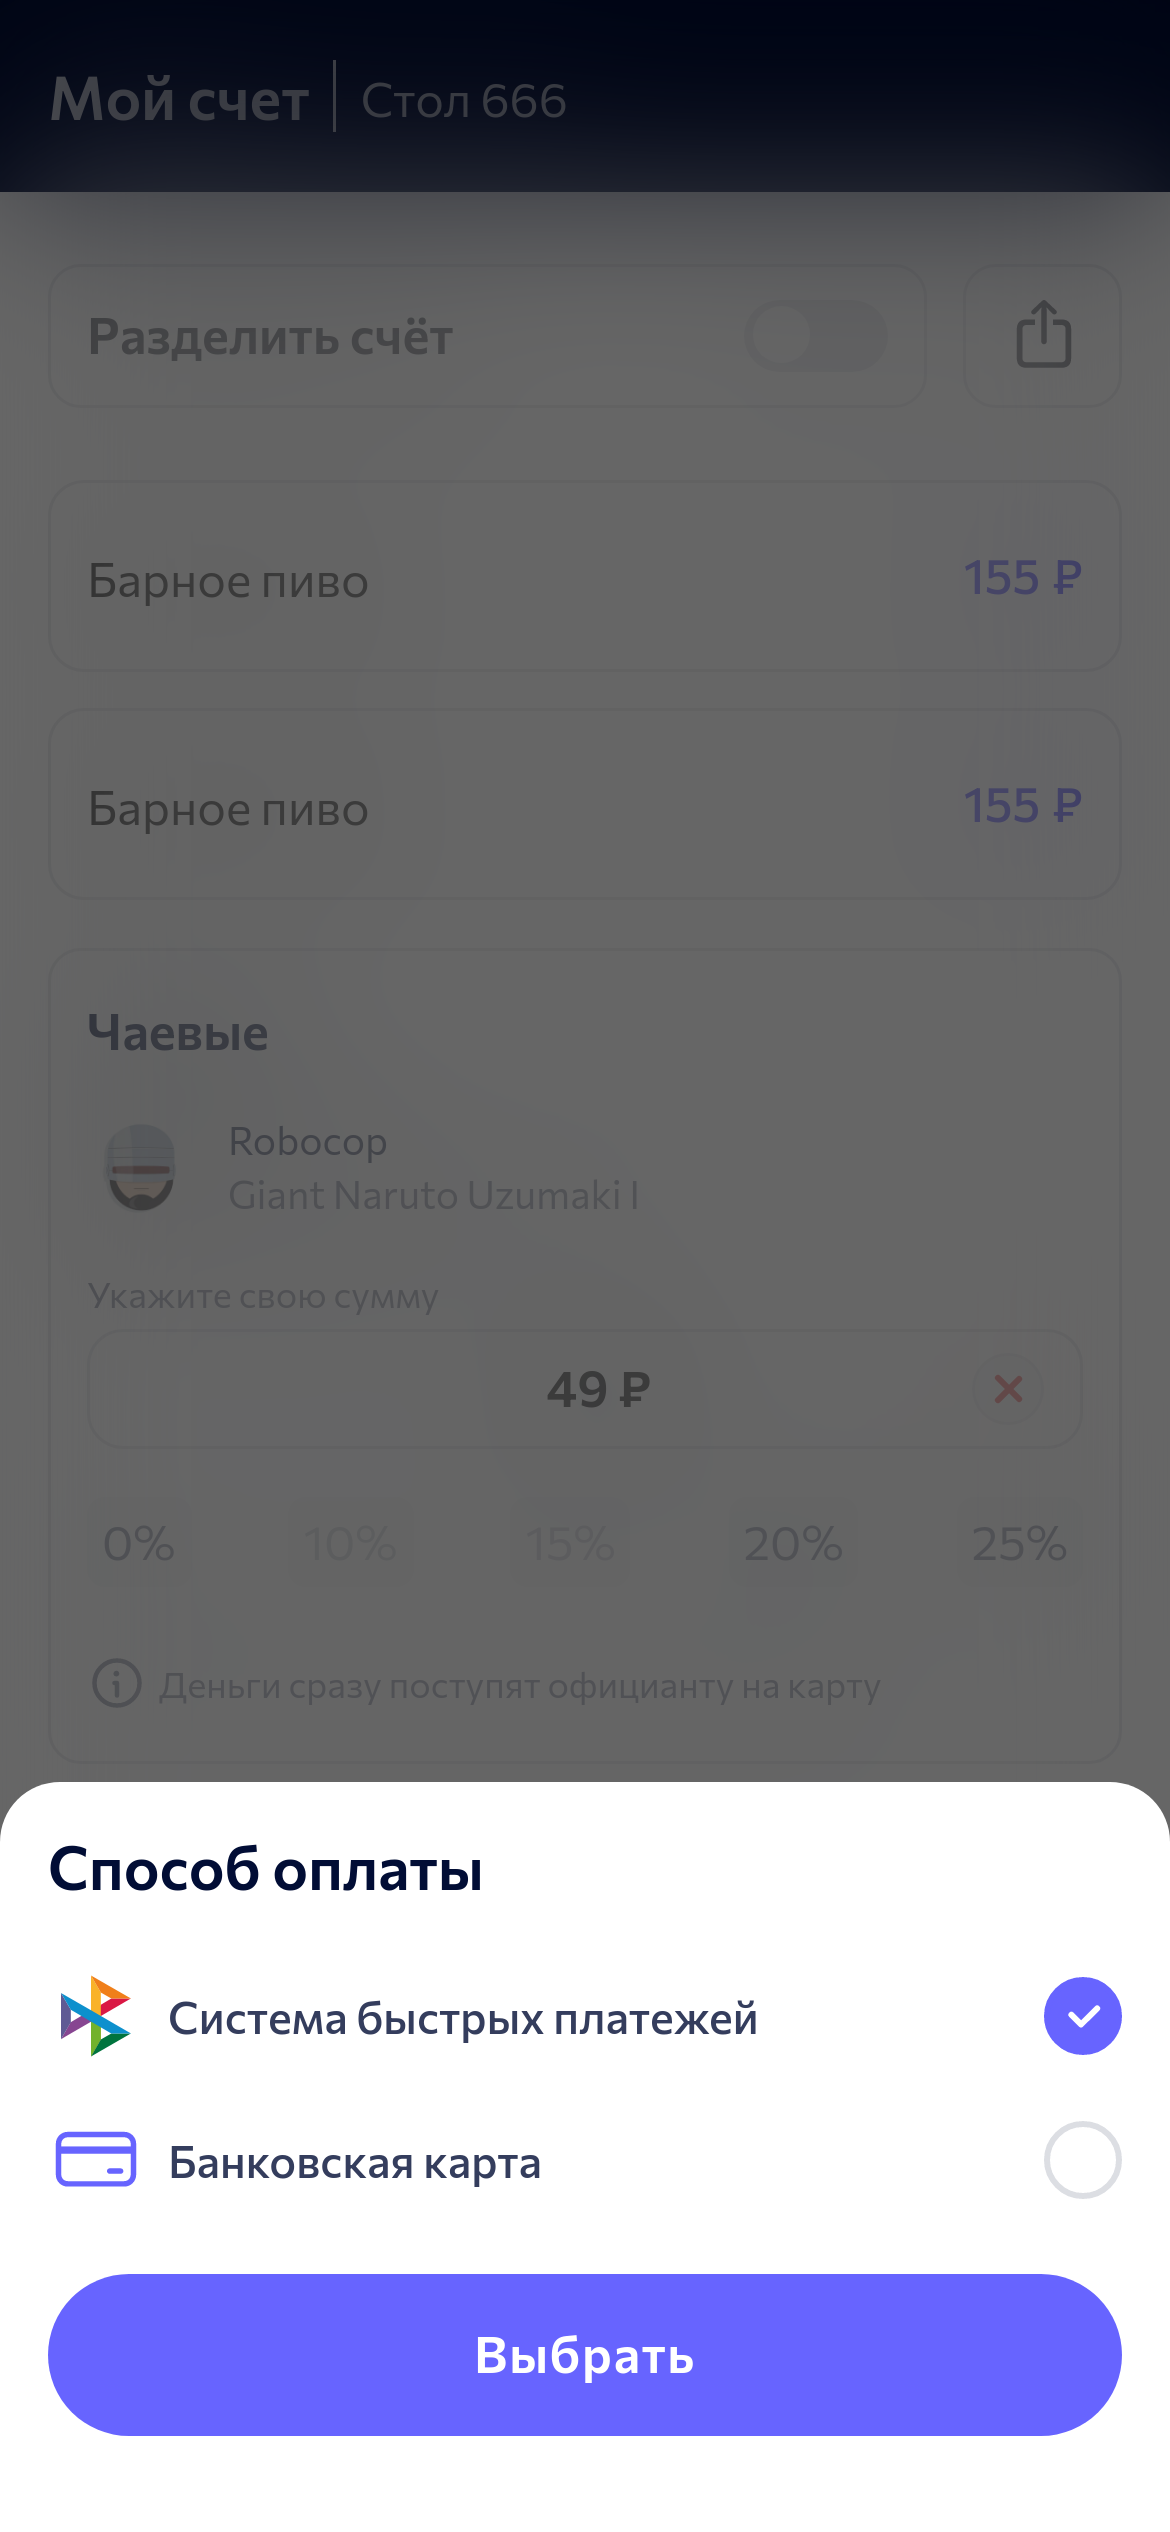 Мой счет
Стол 666
Разделить счёт
Барное пиво
155 ₽
Барное пиво
155 ₽
Чаевые
Robocop
Giant Naruto Uzumaki I
Укажите свою сумму
49 ₽
0% 10% 15% 20% 25%
Деньги сразу поступят официанту на карту
Способ оплаты
Система быстрых платежей
Банковская карта
Выбрать